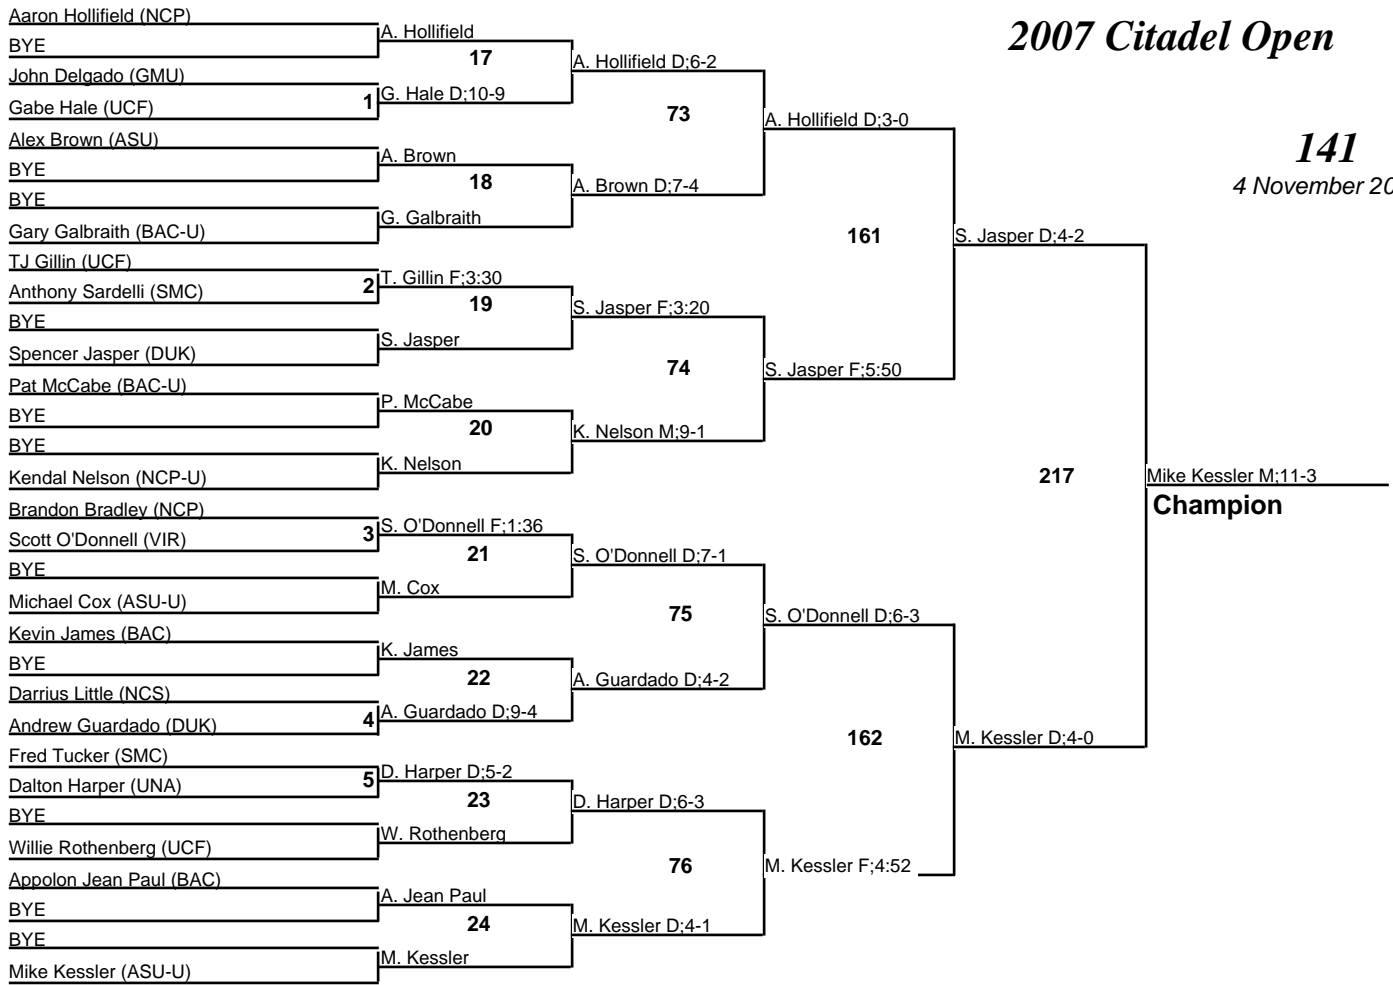 2007 Citadel Open
141
4 November 20
Aaron Hollifield (NCP)
BYE
John Delgado (GMU)
Gabe Hale (UCF)
Alex Brown (ASU)
BYE
BYE
Gary Galbraith (BAC-U)
TJ Gillin (UCF)
Anthony Sardelli (SMC)
BYE
Spencer Jasper (DUK)
Pat McCabe (BAC-U)
BYE
BYE
Kendal Nelson (NCP-U)
Brandon Bradley (NCP)
Scott O'Donnell (VIR)
BYE
Michael Cox (ASU-U)
Kevin James (BAC)
BYE
Darrius Little (NCS)
Andrew Guardado (DUK)
Fred Tucker (SMC)
Dalton Harper (UNA)
BYE
Willie Rothenberg (UCF)
Appolon Jean Paul (BAC)
BYE
BYE
Mike Kessler (ASU-U)
1
2
3
4
5
A. Hollifield
17
G. Hale D;10-9
A. Brown
18
G. Galbraith
T. Gillin F;3:30
19
S. Jasper
P. McCabe
20
K. Nelson
S. O'Donnell F;1:36
21
M. Cox
K. James
22
A. Guardado D;9-4
D. Harper D;5-2
23
W. Rothenberg
A. Jean Paul
24
M. Kessler
A. Hollifield D;6-2
73
A. Brown D;7-4
S. Jasper F;3:20
74
K. Nelson M;9-1
S. O'Donnell D;7-1
75
A. Guardado D;4-2
D. Harper D;6-3
76
M. Kessler D;4-1
A. Hollifield D;3-0
161
S. Jasper F;5:50
S. O'Donnell D;6-3
162
M. Kessler F;4:52
S. Jasper D;4-2
217
M. Kessler D;4-0
Mike Kessler M;11-3
Champion